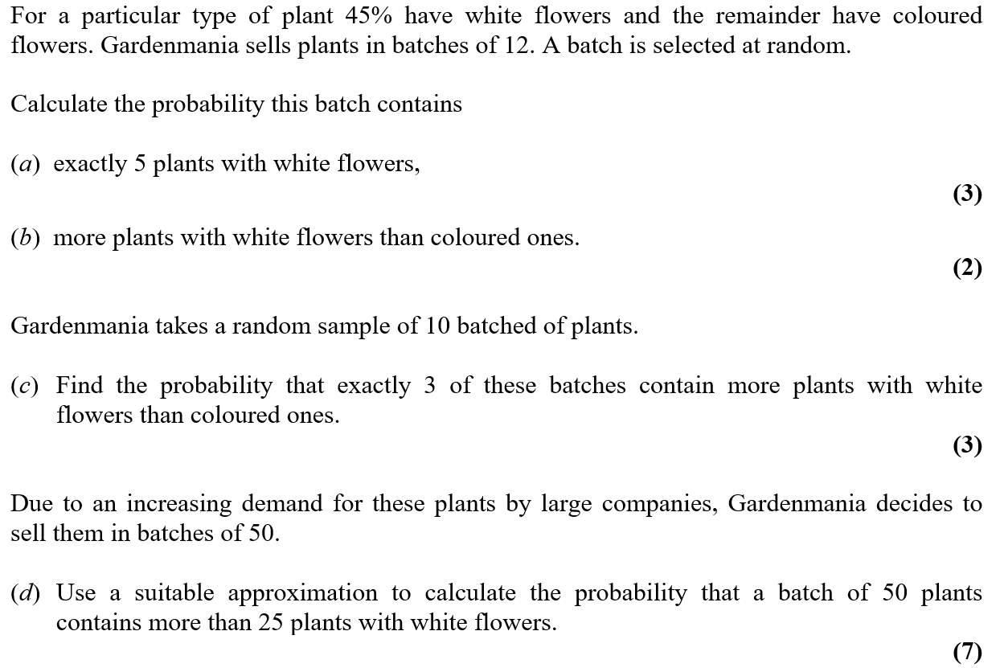 For a particular type of plant 45% have white flowers and the remainder have coloured
flowers. Gardenmania sells plants in batches of 12. A batch is selected at random.
Calculate the probability this batch contains
(a) exactly 5 plants with white flowers,
(3)
(b) more plants with white flowers than coloured ones.
(2)
Gardenmania takes a random sample of 10 batched of plants.
(c) Find the probability that exactly 3 of these batches contain more plants with white
flowers than coloured ones.
(3)
Due to an increasing demand for these plants by large companies, Gardenmania decides to
sell them in batches of 50.
(d) Use a suitable approximation to calculate the probability that a batch of 50 plants
contains more than 25 plants with white flowers.
(7)